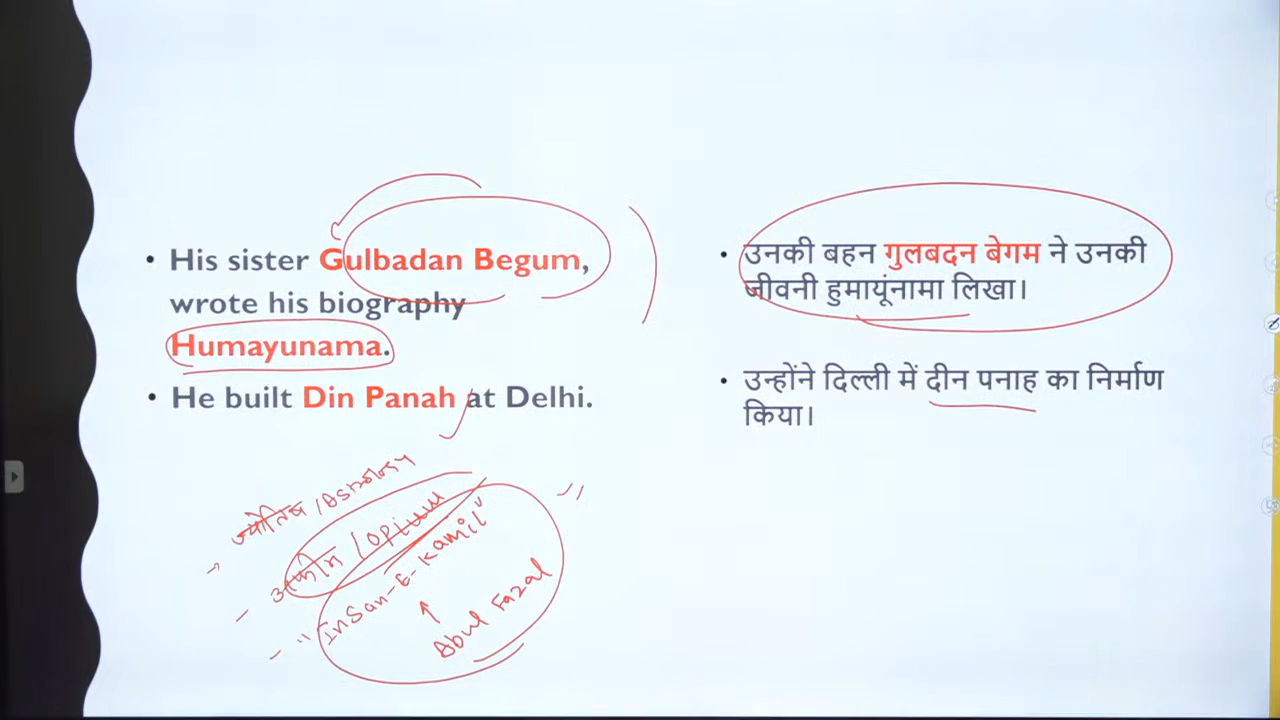 • His sister Gulbadan Begum,
wrote his biography
Humayunama.
• He built Din Panah at Delhi.
• उनकी बहन गुलबदन बेगम ने उनकी
जीवनी हुमायूंनामा लिखा।
• उन्होंने दिल्ली में दीन पनाह का निर्माण
किया।
ज्योतिष / Astrology
- अफीम / Opium
- "Insan-E-Kamil"
Abul Fazal